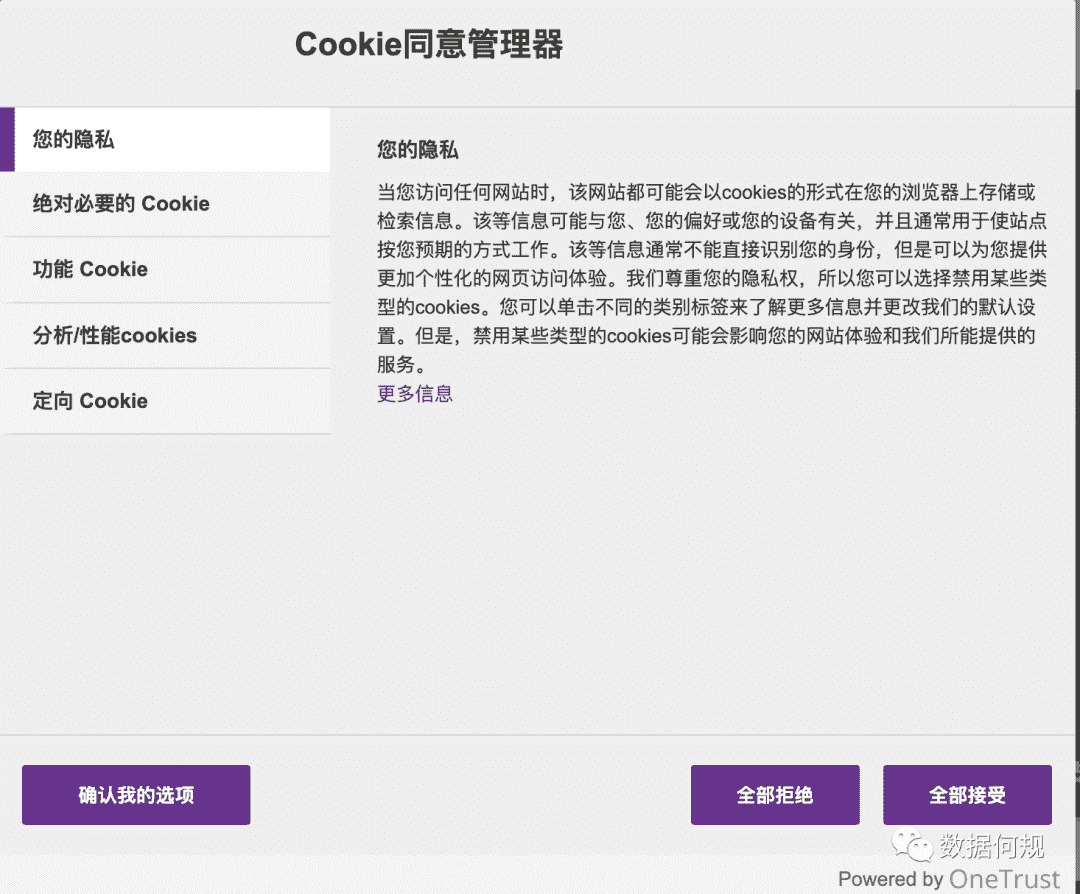 Cookie同意管理器
您的隐私
绝对必要的 Cookie
功能 Cookie
分析/性能cookies
定向 Cookie
您的隐私
当您访问任何网站时，该网站都可能会以cookies的形式在您的浏览器上存储或
检索信息。该等信息可能与您、您的偏好或您的设备有关，并且通常用于使站点
按您预期的方式工作。该等信息通常不能直接识别您的身份，但是可以为您提供
更加个性化的网页访问体验。我们尊重您的隐私权，所以您可以选择禁用某些类
型的cookies。您可以单击不同的类别标签来了解更多信息并更改我们的默认设
置。但是，禁用某些类型的cookies可能会影响您的网站体验和我们所能提供的
服务。
更多信息
确认我的选项
全部拒绝
全部接受
数据何规
Powered by OneTrust